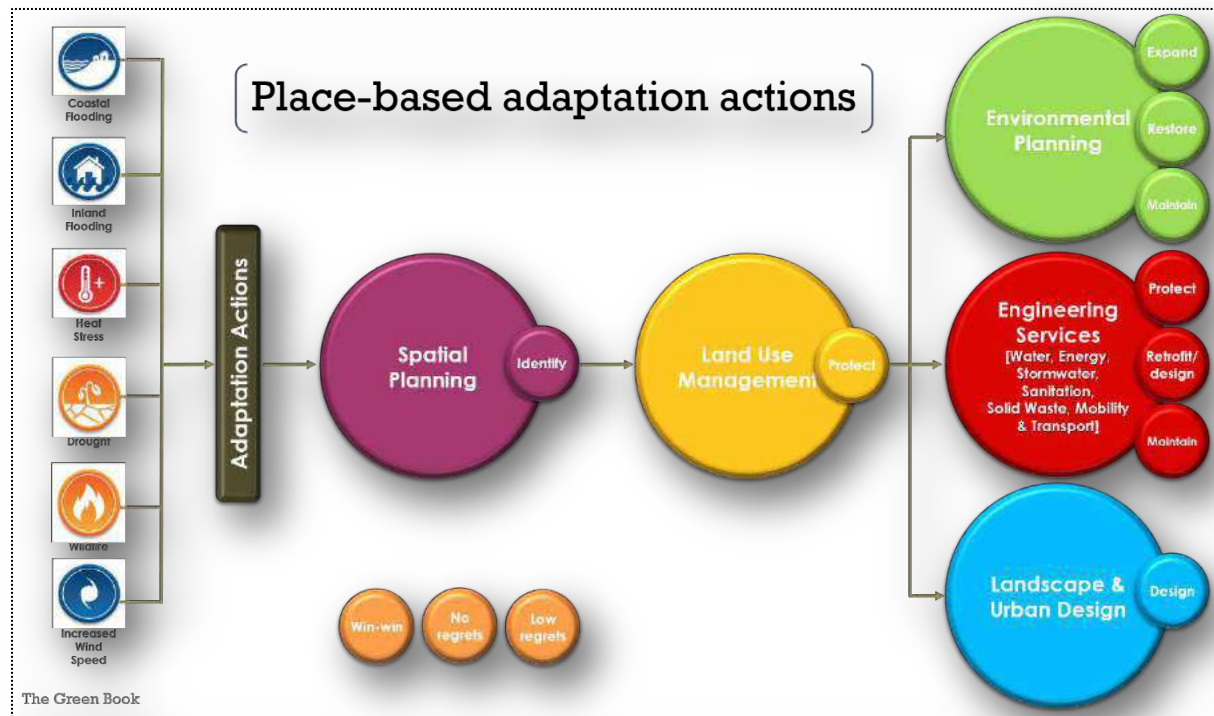 Place-based adaptation actions
Coastal
Flooding
Inland
Flooding
Heat
Stress
Drought
Wildfire
Increased
Wind
Speed
Adaptation Actions
Spatial
Planning
Identify
Land Use
Management
Protect
Environmental
Planning
Expand
Restore
Maintain
Engineering
Services
[Water, Energy,
Stormwater,
Sanitation,
Solid Waste, Mobility
& Transport]
Protect
Retrofit/
design
Maintain
Landscape &
Urban Design
Design
Win-win
No
regrets
Low
regrets
The Green Book